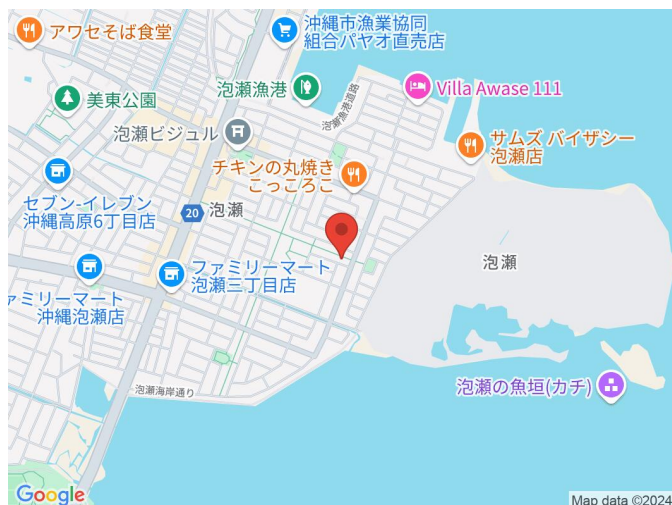 アワセそば食堂
沖縄市漁業協同
組合パヤオ直売店
泡瀬漁港
泡瀬漁港道路
Villa Awase 111
美東公園
泡瀬ビジュル
サムズ バイザシー
泡瀬店
チキンの丸焼き
こっころこ
セブン-イレブン
沖縄高原6丁目店
20
泡瀬
泡瀬
ファミリーマート
泡瀬三丁目店
ァミリーマート
沖縄泡瀬店
泡瀬海岸通り
泡瀬の魚垣(カチ)
Google
Map data ©2024